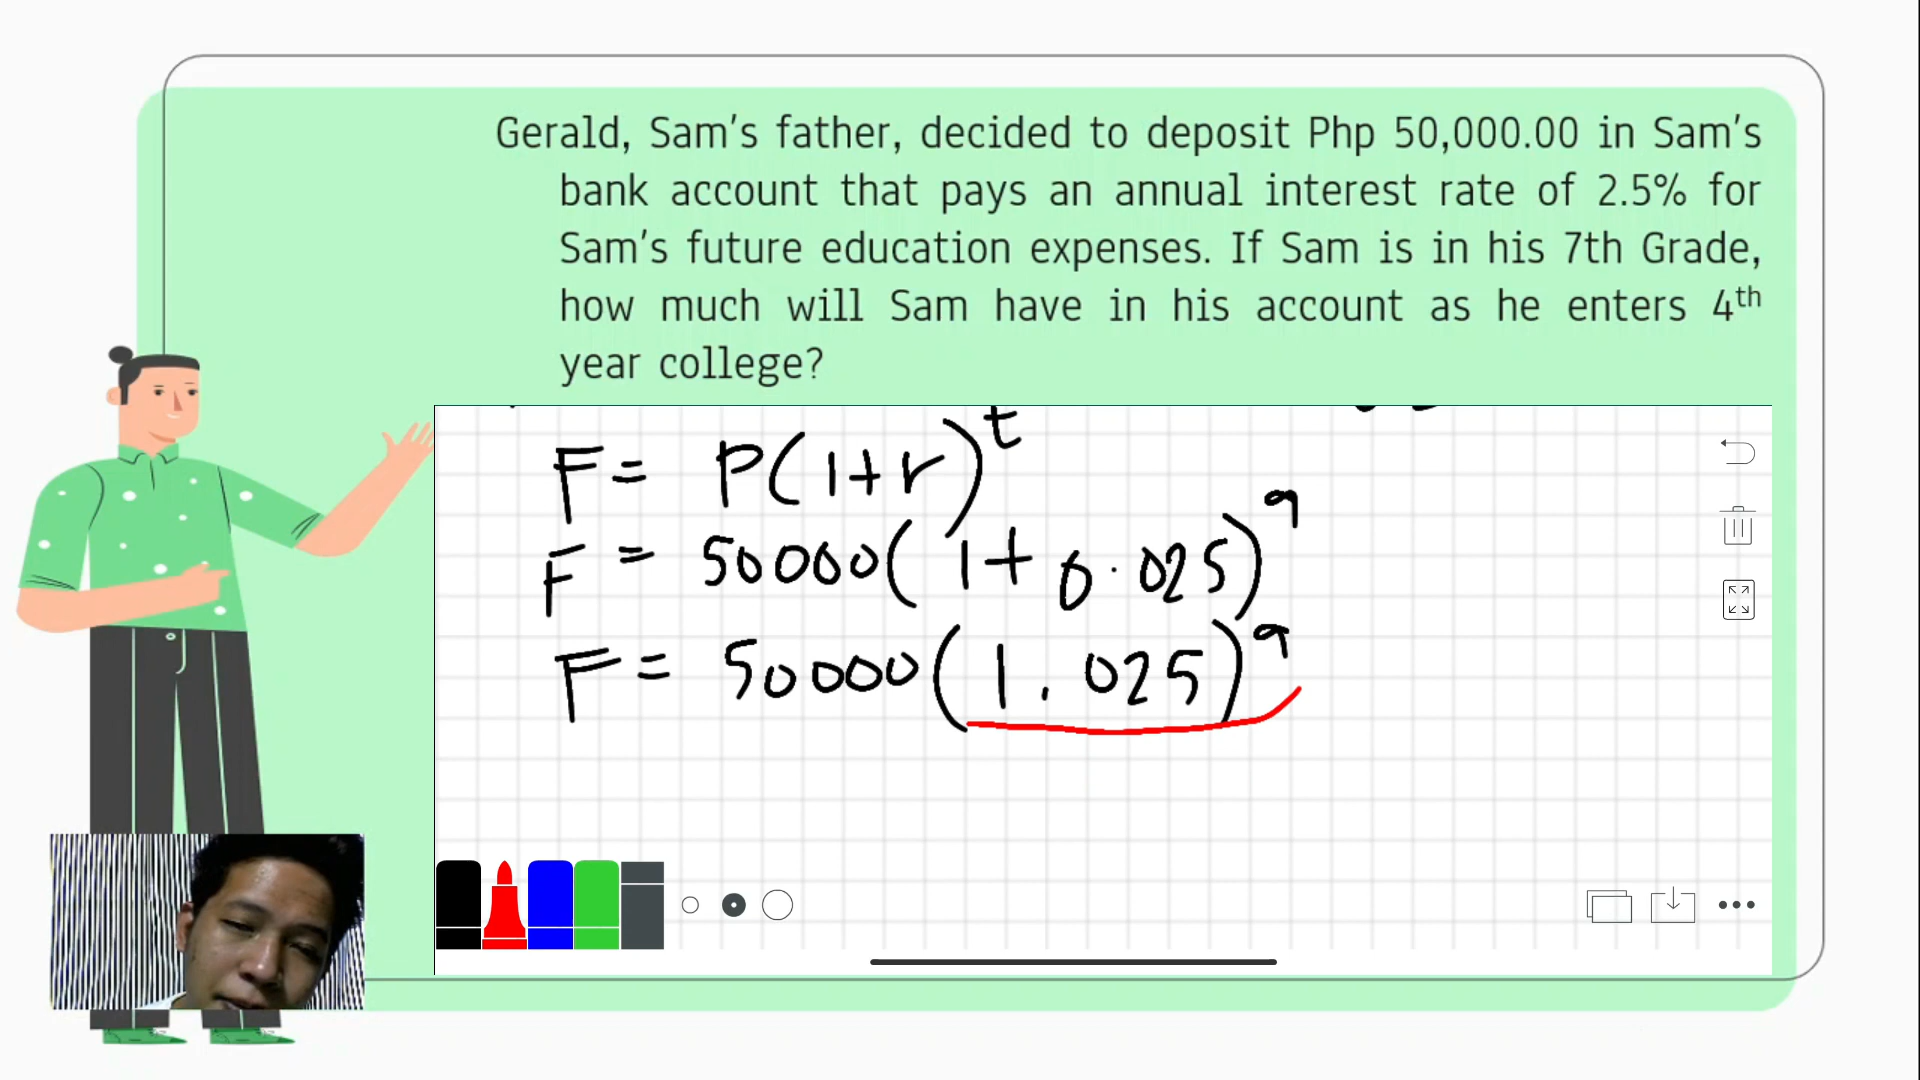 Gerald, Sam's father, decided to deposit Php 50,000.00 in Sam's
bank account that pays an annual interest rate of 2.5% for
Sam's future education expenses. If Sam is in his 7th Grade,
how much will Sam have in his account as he enters 4th
year college?
F = P(1+r)^t
F = 50000(1+0.025)^9
F = 50000(1.025)^9